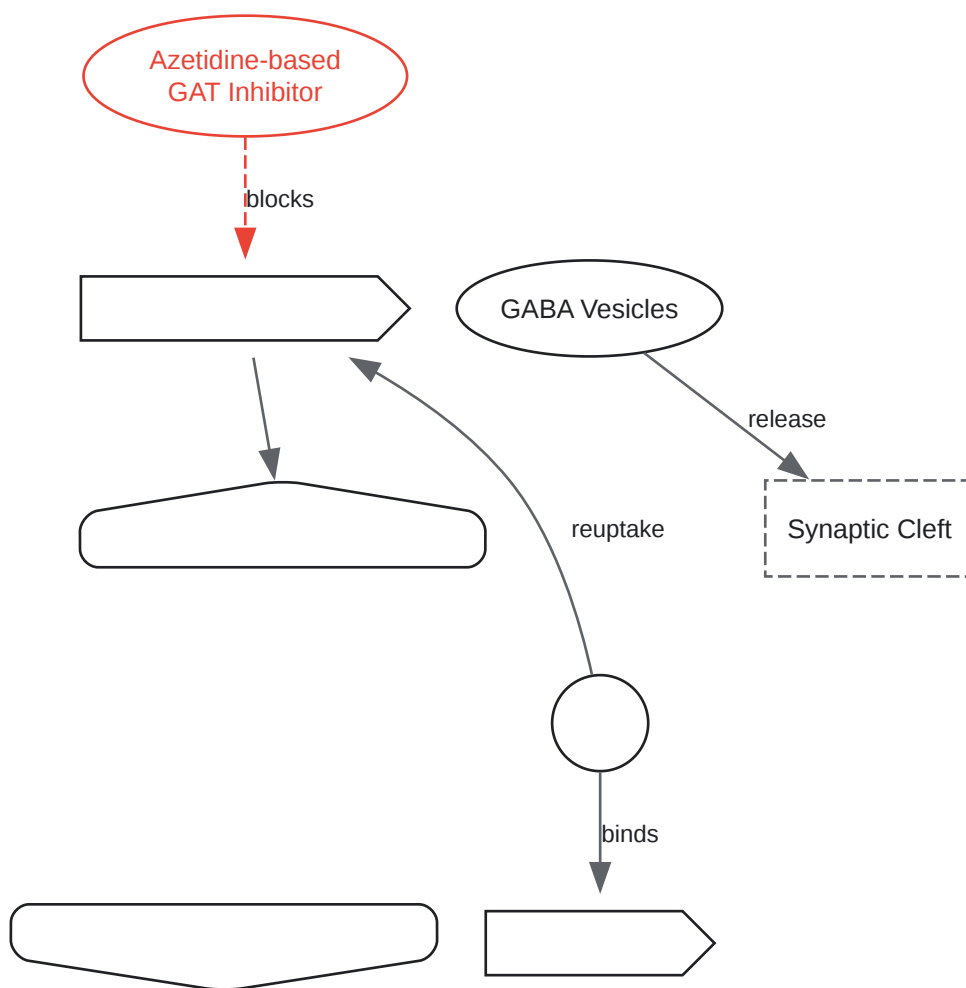 Azetidine-based
GAT Inhibitor
blocks
GABA Vesicles
release
Synaptic Cleft
reuptake
binds